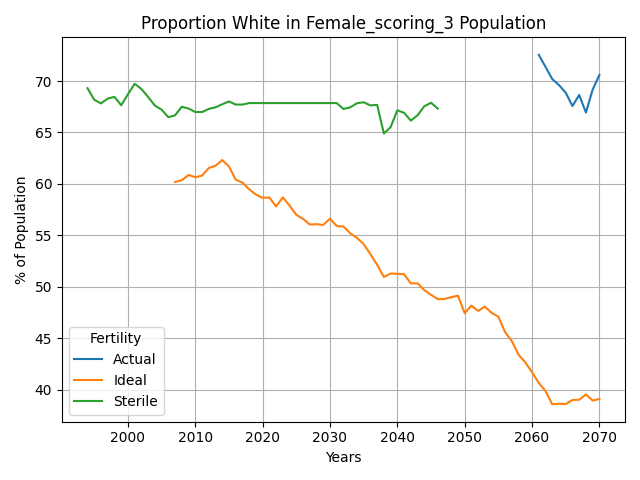 Proportion White in Female_scoring_3 Population
% of Population
70
65
60
55
50
45
40
Fertility
Actual
Ideal
Sterile
2000 2010 2020 2030 2040 2050 2060 2070
Years